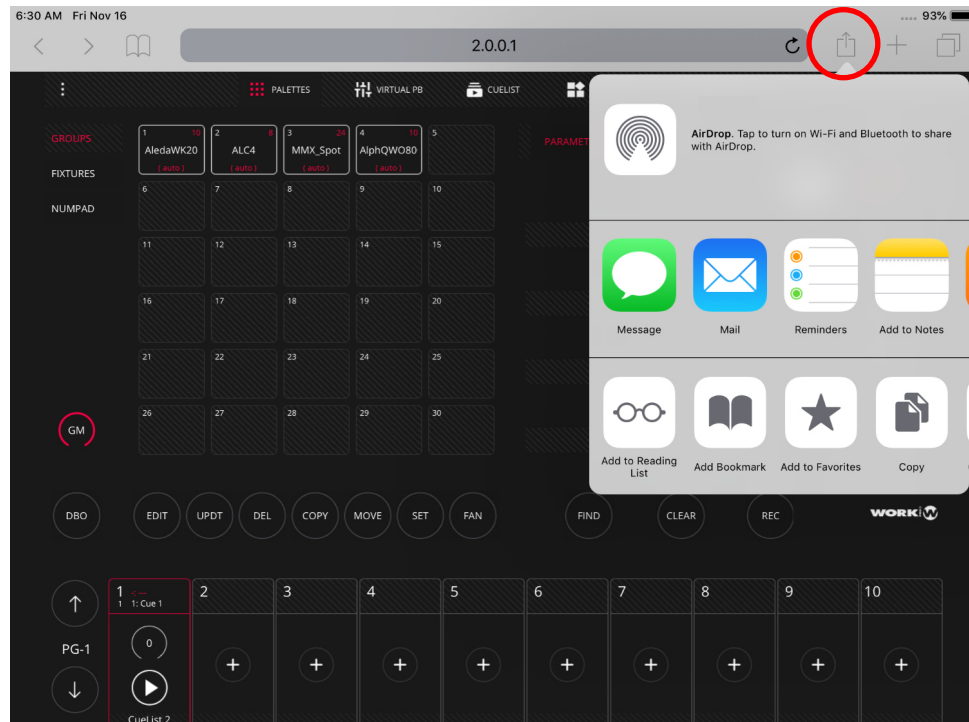 6:30 AM Fri Nov 16
93%
2.0.0.1
PALETTES
VIRTUAL PB
CUELIST
GROUPS
FIXTURES
NUMPAD
1 10
AledaWK20
( auto )
2 8
ALC4
( auto )
3 24
MMX_Spot
( auto )
4 10
AlphQWO80
( auto )
5
6 7 8 9 10
11 12 13 14 15
16 17 18 19 20
21 22 23 24 25
26 27 28 29 30
GM
AirDrop. Tap to turn on Wi-Fi and Bluetooth to share
with AirDrop.
Message
Mail
Reminders
Add to Notes
Add to Reading
List
Add Bookmark
Add to Favorites
Copy
DBO
EDIT
UPDT
DEL
COPY
MOVE
SET
FAN
FIND
CLEAR
REC
WORK
PG-1
1 <---
1 1: Cue 1
0
CueList 2
2 3 4 5 6 7 8 9 10